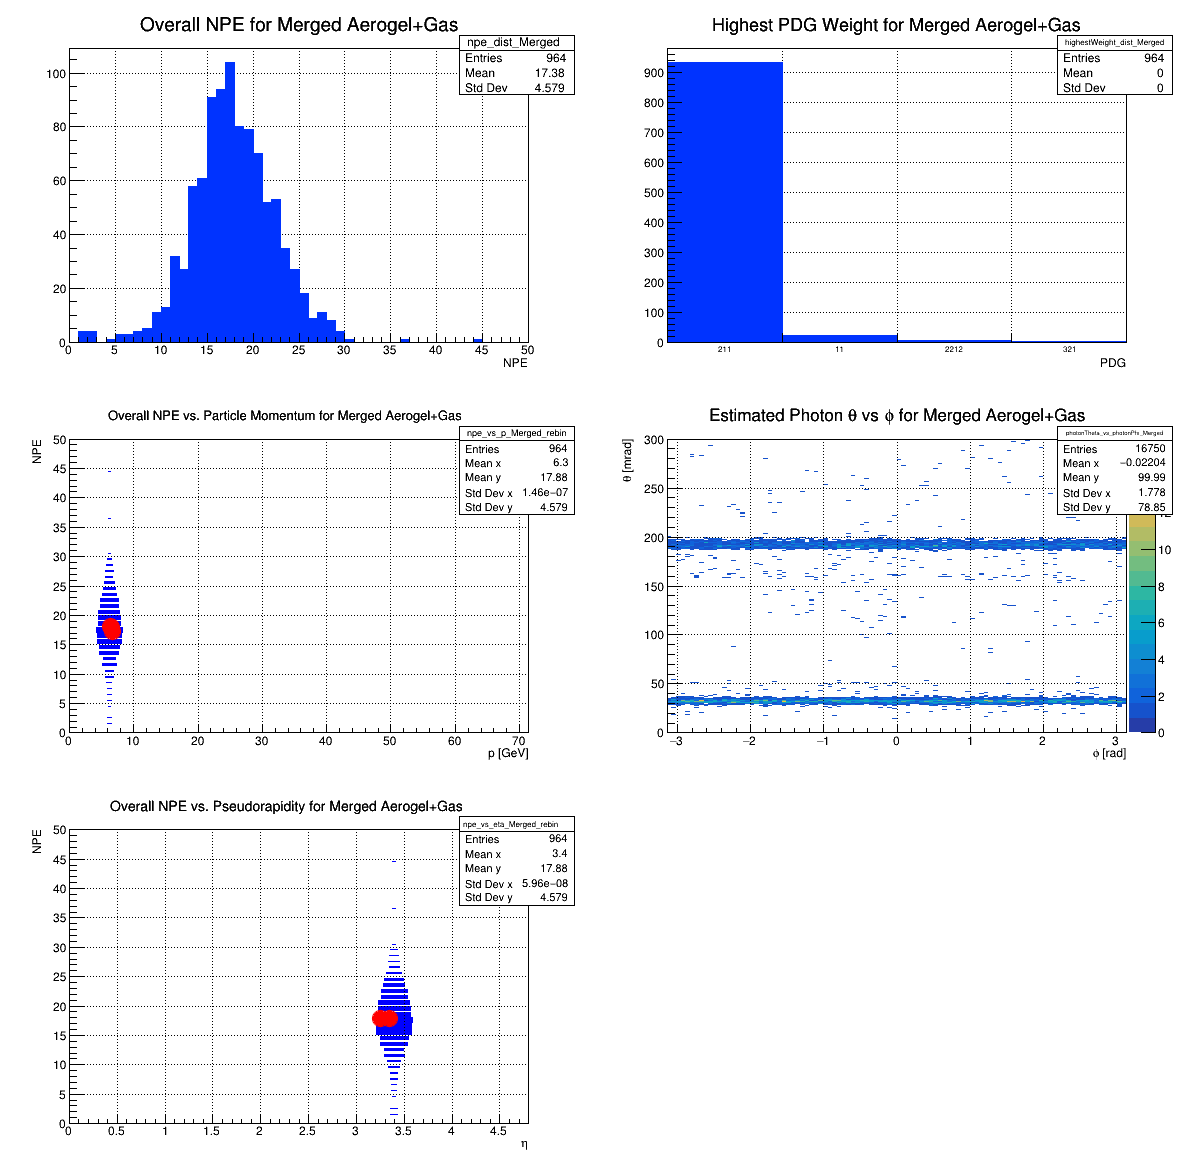 Overall NPE for Merged Aerogel+Gas
npe_dist_Merged
Entries 964
Mean 17.38
Std Dev 4.579
100
80
60
40
20
0
0 5 10 15 20 25 30 35 40 45 50
NPE
Highest PDG Weight for Merged Aerogel+Gas
highestWeight_dist_Merged
Entries 964
Mean 0
Std Dev 0
900
800
700
600
500
400
300
200
100
0
211 11 2212 321
PDG
Overall NPE vs. Particle Momentum for Merged Aerogel+Gas
NPE
npe_vs_p_Merged_rebin
Entries 964
Mean x 6.3
Mean y 17.88
Std Dev x 1.46e−07
Std Dev y 4.579
50
45
40
35
30
25
20
15
10
5
0
0 10 20 30 40 50 60 70
p [GeV]
Estimated Photon θ vs ϕ for Merged Aerogel+Gas
θ [mrad]
photonTheta_vs_photonPhi_Merged
Entries 16750
Mean x −0.02204
Mean y 99.99
Std Dev x 1.778
Std Dev y 78.85
300
250
200
150
100
50
0
−3 −2 −1 0 1 2 3
ϕ [rad]
12
10
8
6
4
2
0
Overall NPE vs. Pseudorapidity for Merged Aerogel+Gas
NPE
npe_vs_eta_Merged_rebin
Entries 964
Mean x 3.4
Mean y 17.88
Std Dev x 5.96e−08
Std Dev y 4.579
50
45
40
35
30
25
20
15
10
5
0
0 0.5 1 1.5 2 2.5 3 3.5 4 4.5
η